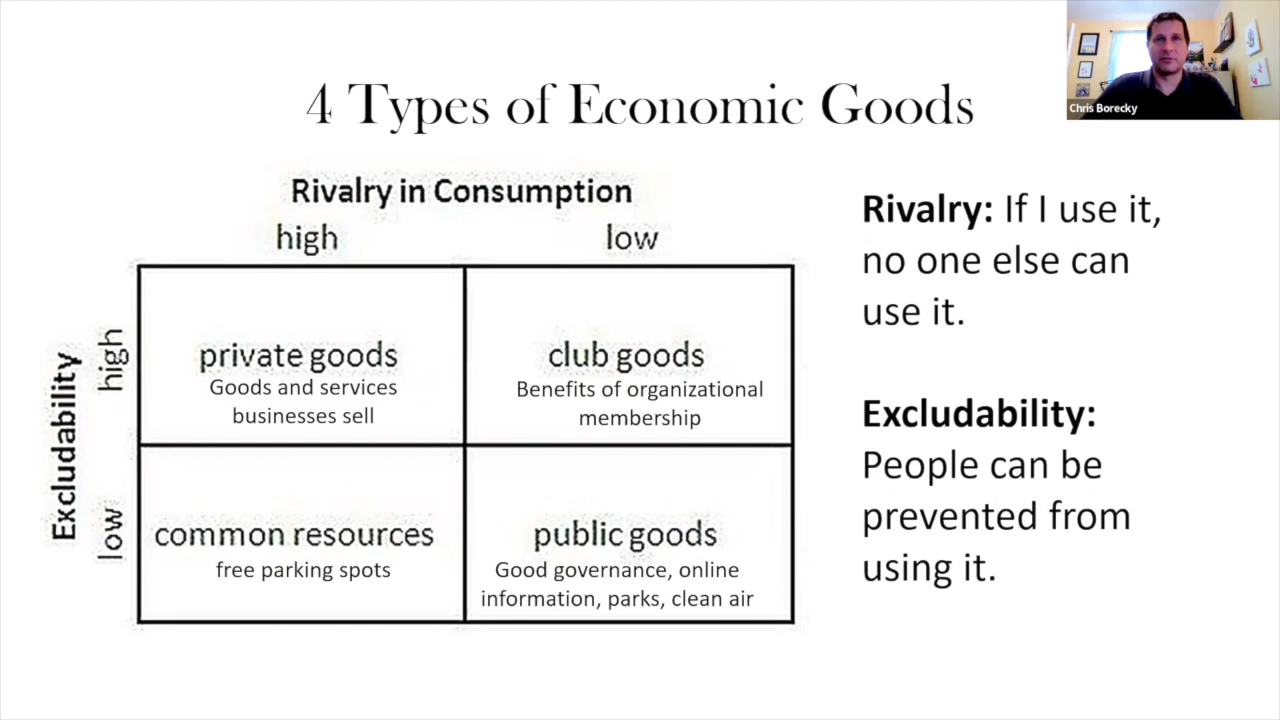 4 Types of Economic Goods
Chris Borecky
Rivalry in Consumption
high
low
Excludability
high
low
private goods
Goods and services
businesses sell
club goods
Benefits of organizational
membership
common resources
free parking spots
public goods
Good governance, online
information, parks, clean air
Rivalry: If I use it,
no one else can
use it.
Excludability:
People can be
prevented from
using it.